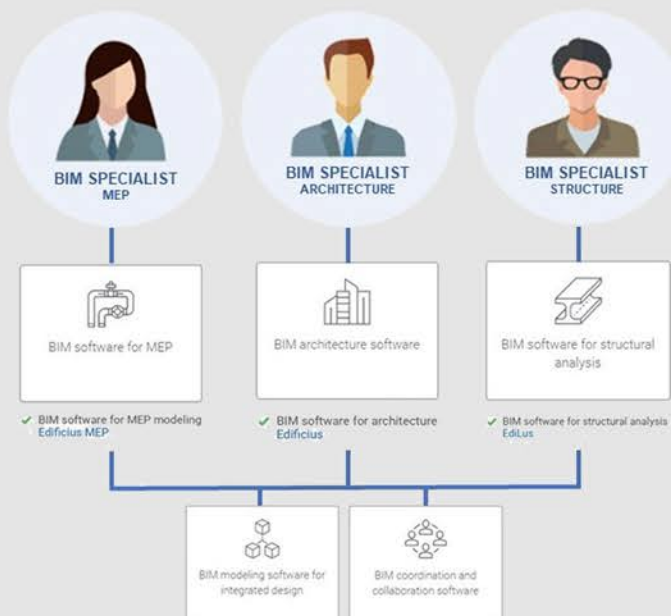 BIM SPECIALIST
MEP
BIM SPECIALIST
ARCHITECTURE
BIM SPECIALIST
STRUCTURE
BIM software for MEP
BIM architecture software
BIM software for structural
analysis
BIM software for MEP modeling
Edificius MEP
BIM software for architecture
Edificius
BIM software for structural analysis
EdiLus
BIM modeling software for
integrated design
BIM coordination and
collaboration software